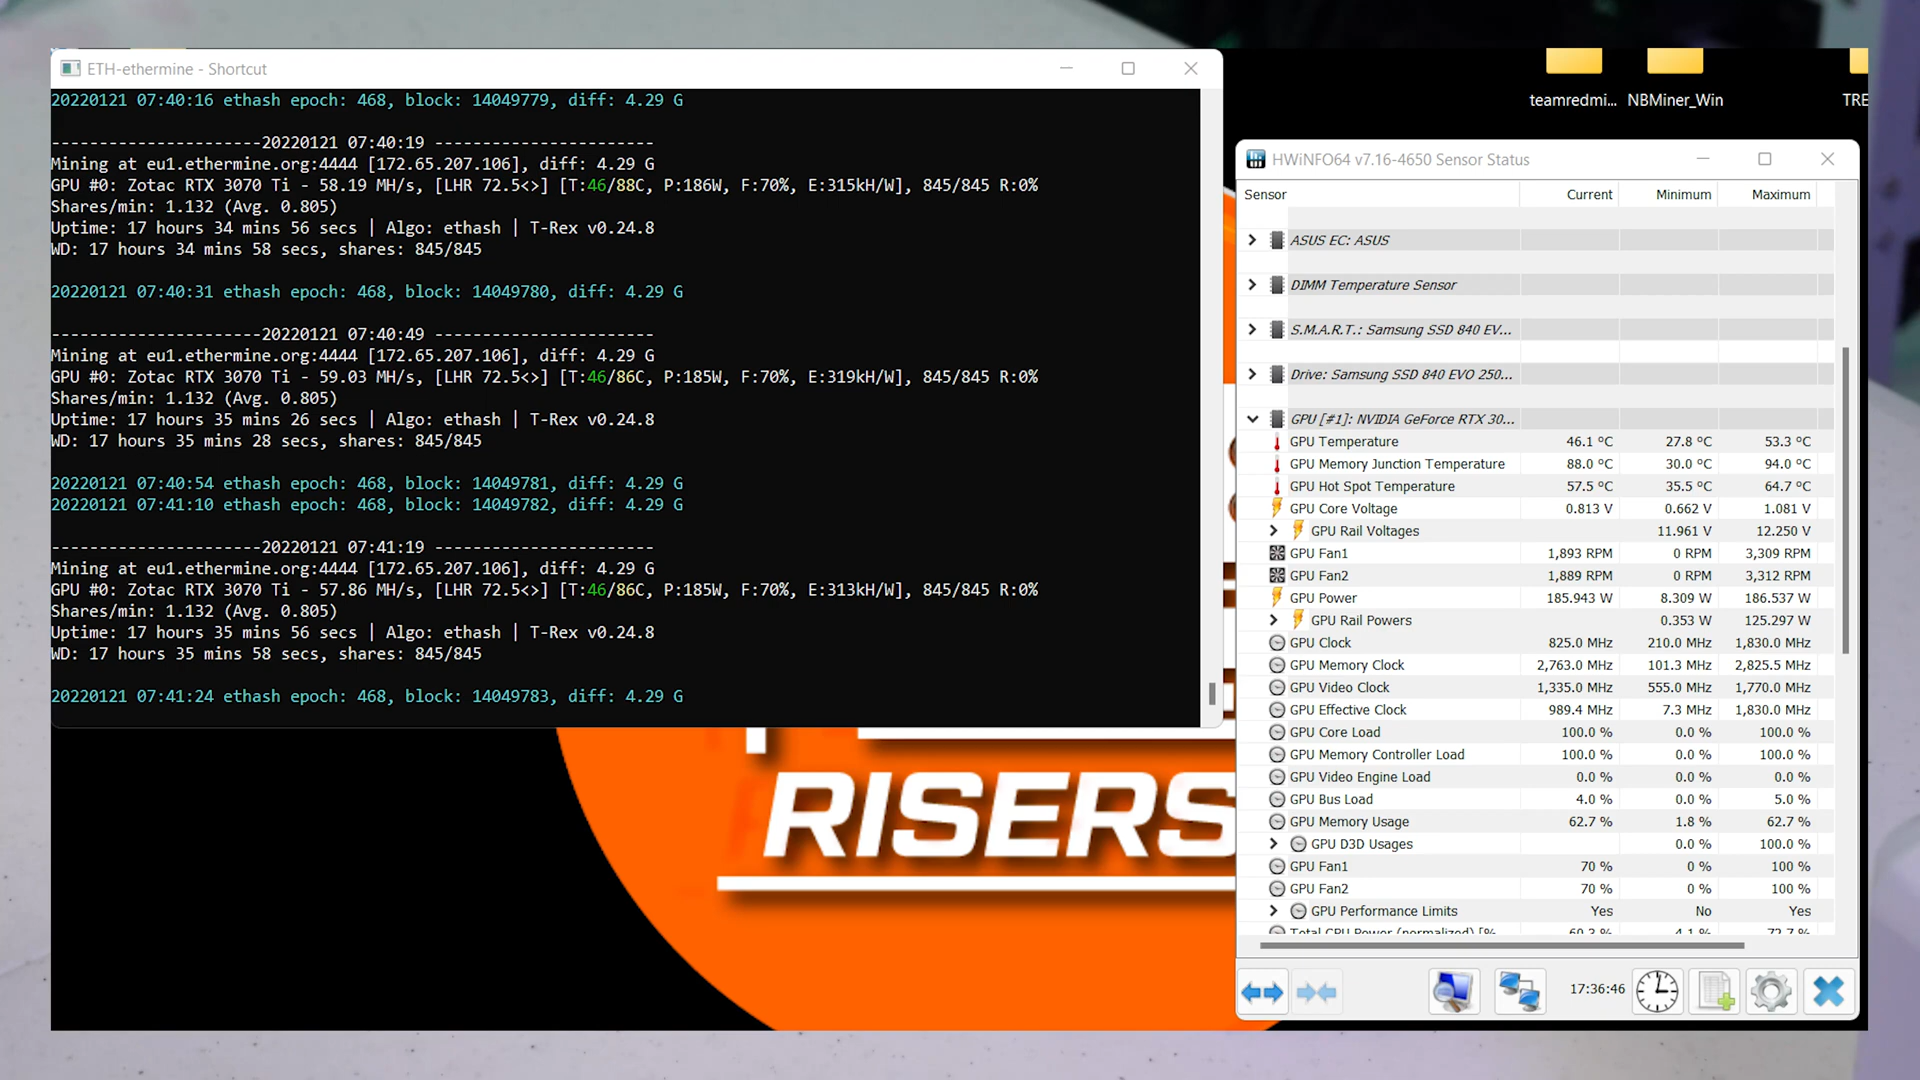 ETH-ethermine - Shortcut
20220121 07:40:16 ethash epoch: 468, block: 14049779, diff: 4.29 G
----------------------20220121 07:40:19 -----------------------
Mining at eu1.ethermine.org:4444 [172.65.207.106], diff: 4.29 G
GPU #0: Zotac RTX 3070 Ti - 58.19 MH/s, [LHR 72.5<>] [T:46/88C, P:186W, F:70%, E:315kH/W], 845/845 R:0%
Shares/min: 1.132 (Avg. 0.805)
Uptime: 17 hours 34 mins 56 secs | Algo: ethash | T-Rex v0.24.8
WD: 17 hours 34 mins 58 secs, shares: 845/845
20220121 07:40:31 ethash epoch: 468, block: 14049780, diff: 4.29 G
----------------------20220121 07:40:49 -----------------------
Mining at eu1.ethermine.org:4444 [172.65.207.106], diff: 4.29 G
GPU #0: Zotac RTX 3070 Ti - 59.03 MH/s, [LHR 72.5<>] [T:46/86C, P:185W, F:70%, E:319kH/W], 845/845 R:0%
Shares/min: 1.132 (Avg. 0.805)
Uptime: 17 hours 35 mins 26 secs | Algo: ethash | T-Rex v0.24.8
WD: 17 hours 35 mins 28 secs, shares: 845/845
20220121 07:40:54 ethash epoch: 468, block: 14049781, diff: 4.29 G
20220121 07:41:10 ethash epoch: 468, block: 14049782, diff: 4.29 G
----------------------20220121 07:41:19 -----------------------
Mining at eu1.ethermine.org:4444 [172.65.207.106], diff: 4.29 G
GPU #0: Zotac RTX 3070 Ti - 57.86 MH/s, [LHR 72.5<>] [T:46/86C, P:185W, F:70%, E:313kH/W], 845/845 R:0%
Shares/min: 1.132 (Avg. 0.805)
Uptime: 17 hours 35 mins 56 secs | Algo: ethash | T-Rex v0.24.8
WD: 17 hours 35 mins 58 secs, shares: 845/845
20220121 07:41:24 ethash epoch: 468, block: 14049783, diff: 4.29 G
RISERS
teamredmi... NBMiner_Win TRE
HWiNFO64 v7.16-4650 Sensor Status
Sensor Current Minimum Maximum
ASUS EC: ASUS
DIMM Temperature Sensor
S.M.A.R.T.: Samsung SSD 840 EV...
Drive: Samsung SSD 840 EVO 250...
GPU [#1]: NVIDIA GeForce RTX 30...
GPU Temperature 46.1 ºC 27.8 ºC 53.3 ºC
GPU Memory Junction Temperature 88.0 ºC 30.0 ºC 94.0 ºC
GPU Hot Spot Temperature 57.5 ºC 35.5 ºC 64.7 ºC
GPU Core Voltage 0.813 V 0.662 V 1.081 V
GPU Rail Voltages 11.961 V 12.250 V
GPU Fan1 1,893 RPM 0 RPM 3,309 RPM
GPU Fan2 1,889 RPM 0 RPM 3,312 RPM
GPU Power 185.943 W 8.309 W 186.537 W
GPU Rail Powers 0.353 W 125.297 W
GPU Clock 825.0 MHz 210.0 MHz 1,830.0 MHz
GPU Memory Clock 2,763.0 MHz 101.3 MHz 2,825.5 MHz
GPU Video Clock 1,335.0 MHz 555.0 MHz 1,770.0 MHz
GPU Effective Clock 989.4 MHz 7.3 MHz 1,830.0 MHz
GPU Core Load 100.0 % 0.0 % 100.0 %
GPU Memory Controller Load 100.0 % 0.0 % 100.0 %
GPU Video Engine Load 0.0 % 0.0 % 0.0 %
GPU Bus Load 4.0 % 0.0 % 5.0 %
GPU Memory Usage 62.7 % 1.8 % 62.7 %
GPU D3D Usages 0.0 % 100.0 %
GPU Fan1 70 % 0 % 100 %
GPU Fan2 70 % 0 % 100 %
GPU Performance Limits Yes No Yes
Total GPU Power (normalized) [% 60.3 % 4.1 % 72.7 %
17:36:46